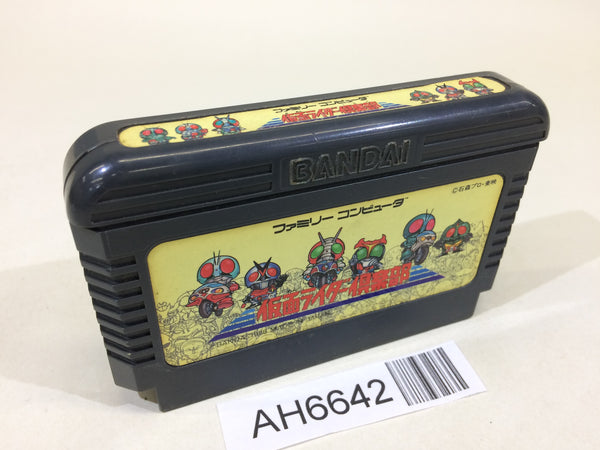 ファミリー コンピュータ
仮面ライダー倶楽部
BANDAI
©石森プロ・東映
ファミリー コンピュータ™
仮面ライダー倶楽部
AH6642